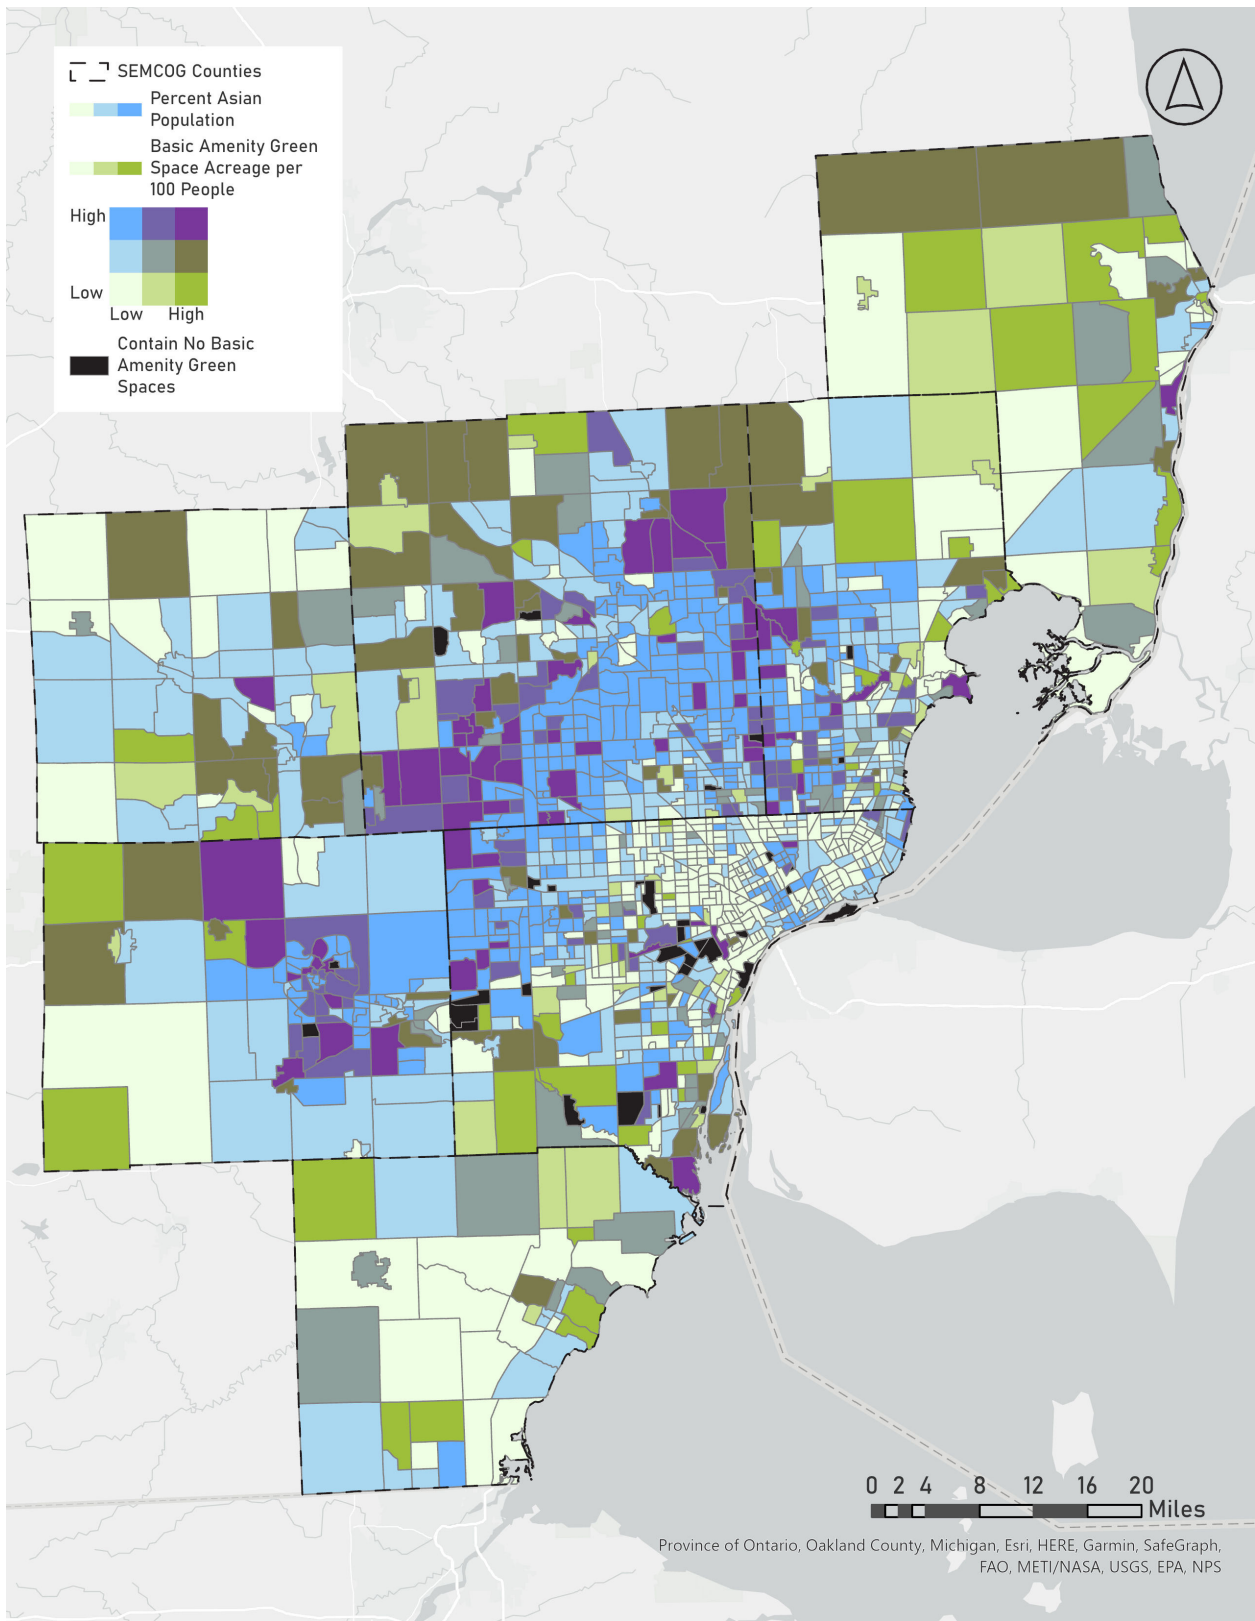 SEMCOG Counties
Percent Asian
Population
Basic Amenity Green
Space Acreage per
100 People
High
Low
Low High
Contain No Basic
Amenity Green
Spaces
0 2 4 8 12 16 20
Miles
Province of Ontario, Oakland County, Michigan, Esri, HERE, Garmin, SafeGraph,
FAO, METI/NASA, USGS, EPA, NPS